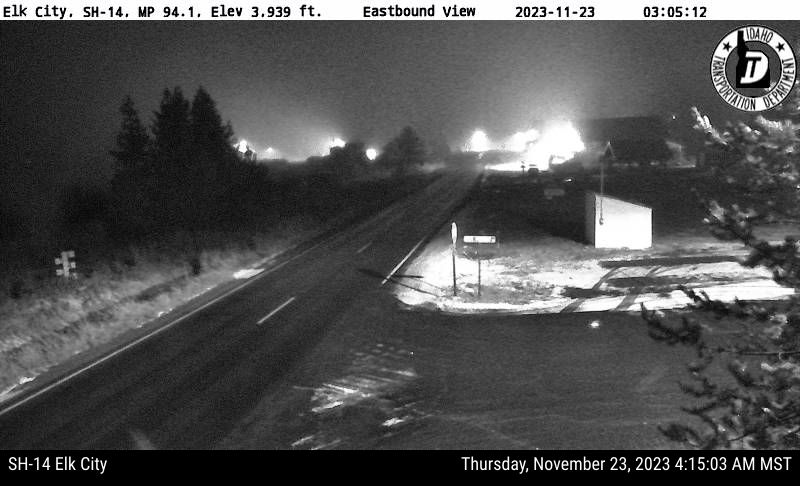 Elk City, SH-14, MP 94.1, Elev 3,939 ft. Eastbound View 2023-11-23 03:05:12
IDAHO
TRANSPORTATION DEPARTMENT
SH-14 Elk City Thursday, November 23, 2023 4:15:03 AM MST